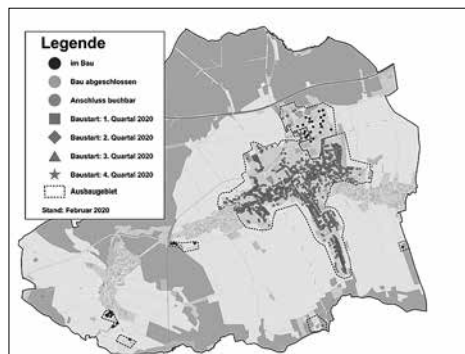 Legende
im Bau
Bau abgeschlossen
Anschluss buchbar
Baustart: 1. Quartal 2020
Baustart: 2. Quartal 2020
Baustart: 3. Quartal 2020
Baustart: 4. Quartal 2020
Ausbaugebiet
Stand: Februar 2020